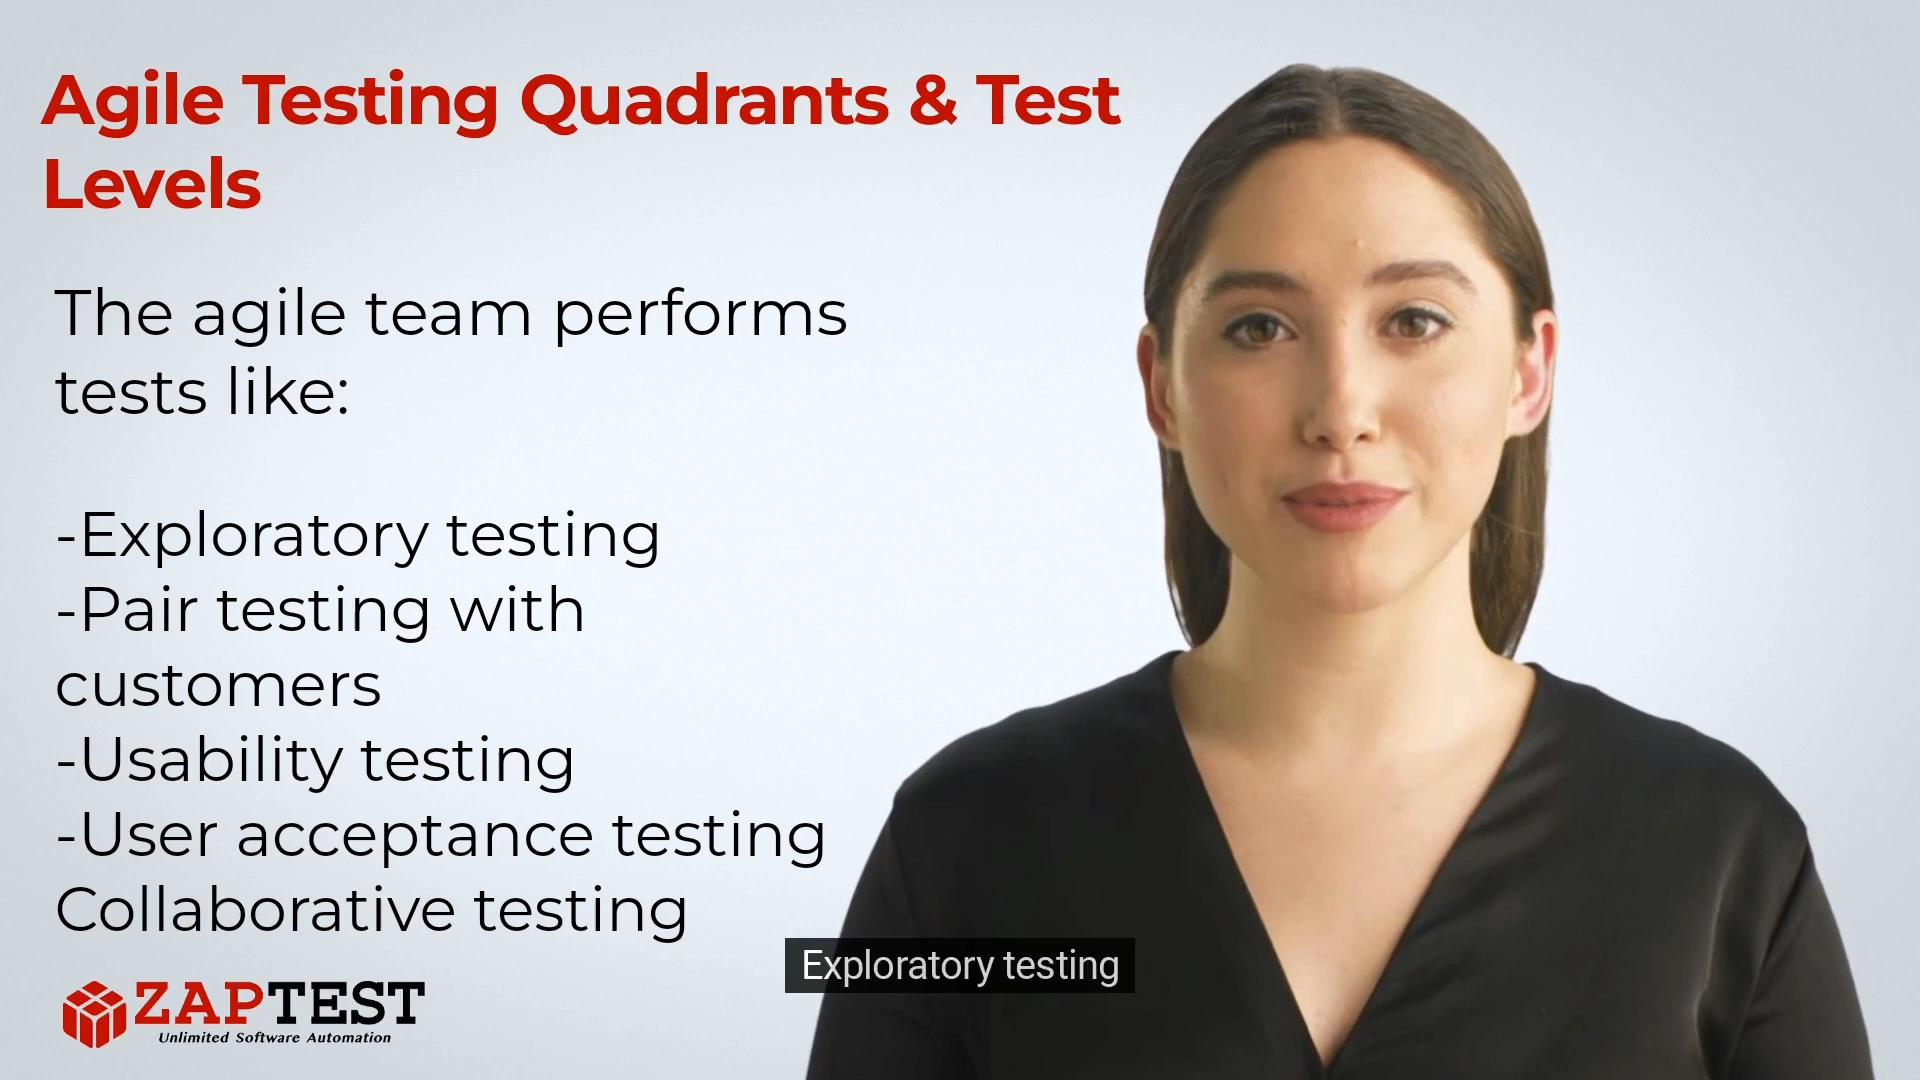 Agile Testing Quadrants & Test
Levels
The agile team performs
tests like:
-Exploratory testing
-Pair testing with
customers
-Usability testing
-User acceptance testing
Collaborative testing
Exploratory testing
ZAPTEST
Unlimited Software Automation